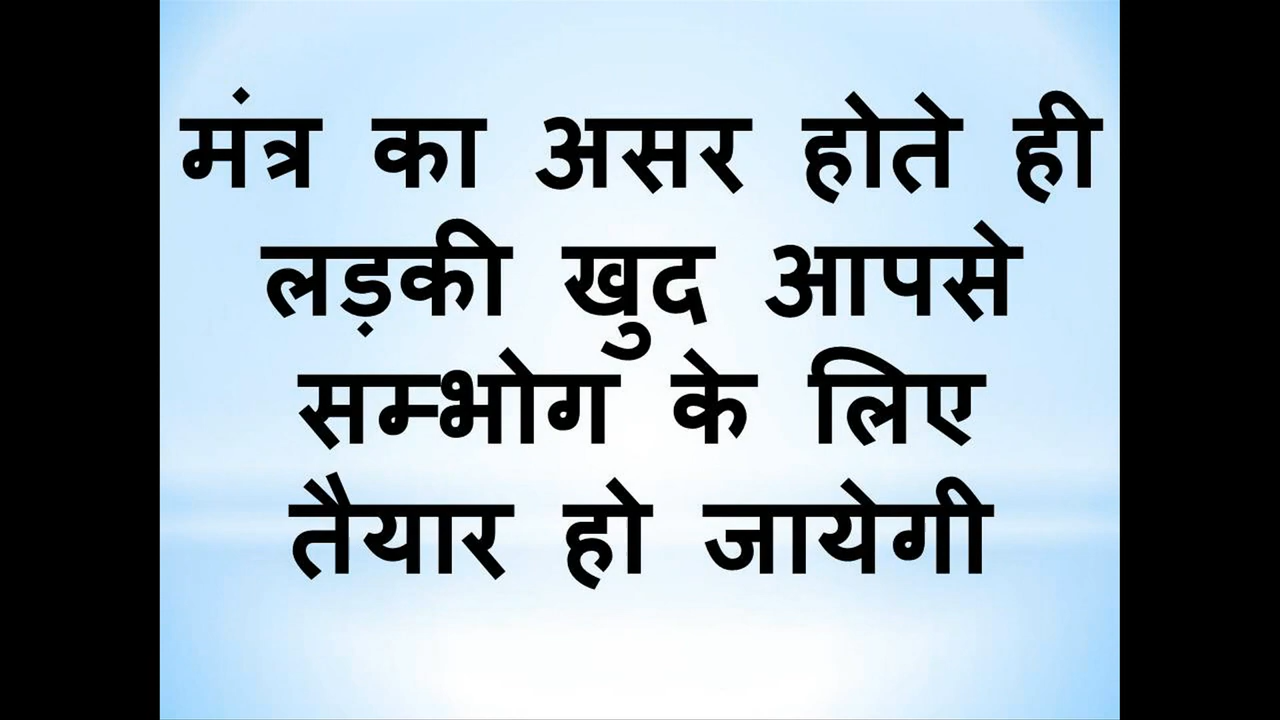 मंत्र का असर होते ही
लड़की खुद आपसे
सम्भोग के लिए
तैयार हो जायेगी